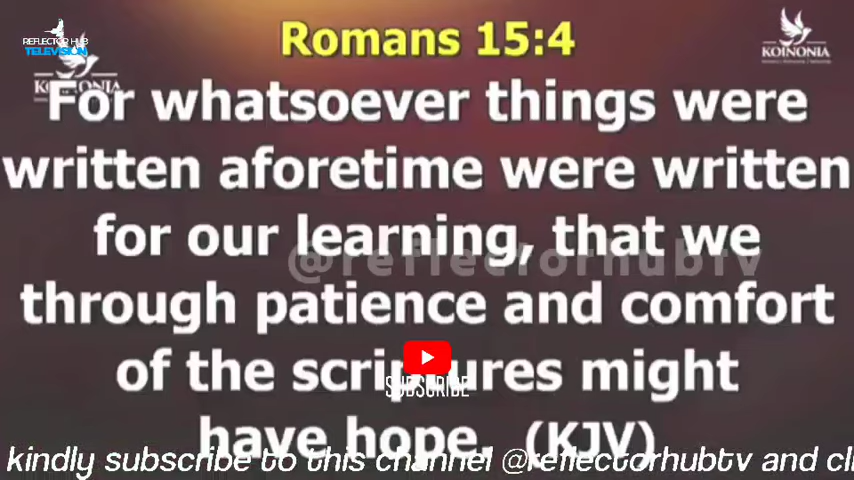 REFLECTOR HUB
TELEVISION
KOINONIA
Romans 15:4
KOINONIA
For whatsoever things were
written aforetime were written
for our learning, that we
@reflectorhubtv
through patience and comfort
of the scriptures might
SUBSCRIBE
have hope. (KJV)
kindly subscribe to this channel @reflectorhubtv and cli